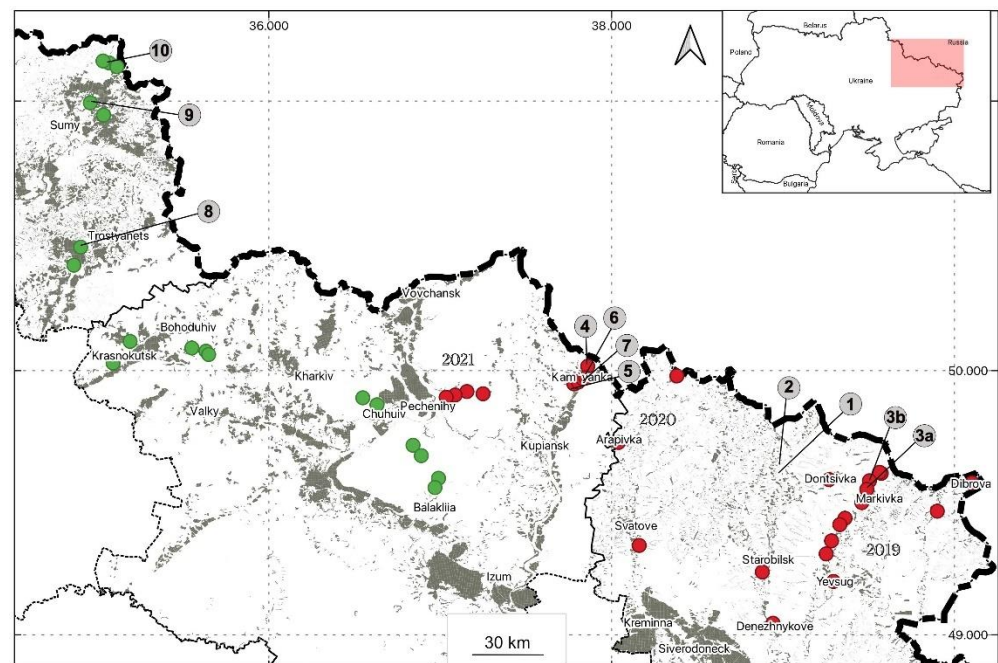 36.000
38.000
10
9
Sumy
8
Trostyanets
Belarus
Poland
Russia
Ukraine
Moldova
Romania
Bulgaria
Vovchansk
Bohoduhiv
Krasnokutsk
Kharkiv
2021
4
6
7
5
Kamyanka
50.000
Valky
Chuhuiv
Pechenihy
Kupiansk
2020
Arapivka
2
1
3b
3a
Dontsivka
Markivka
Dibrova
Balakliia
Svatove
2019
Starobilsk
Yevsug
Izum
30 km
Kreminna
Siverodoneck
Denezhnykove
49.000